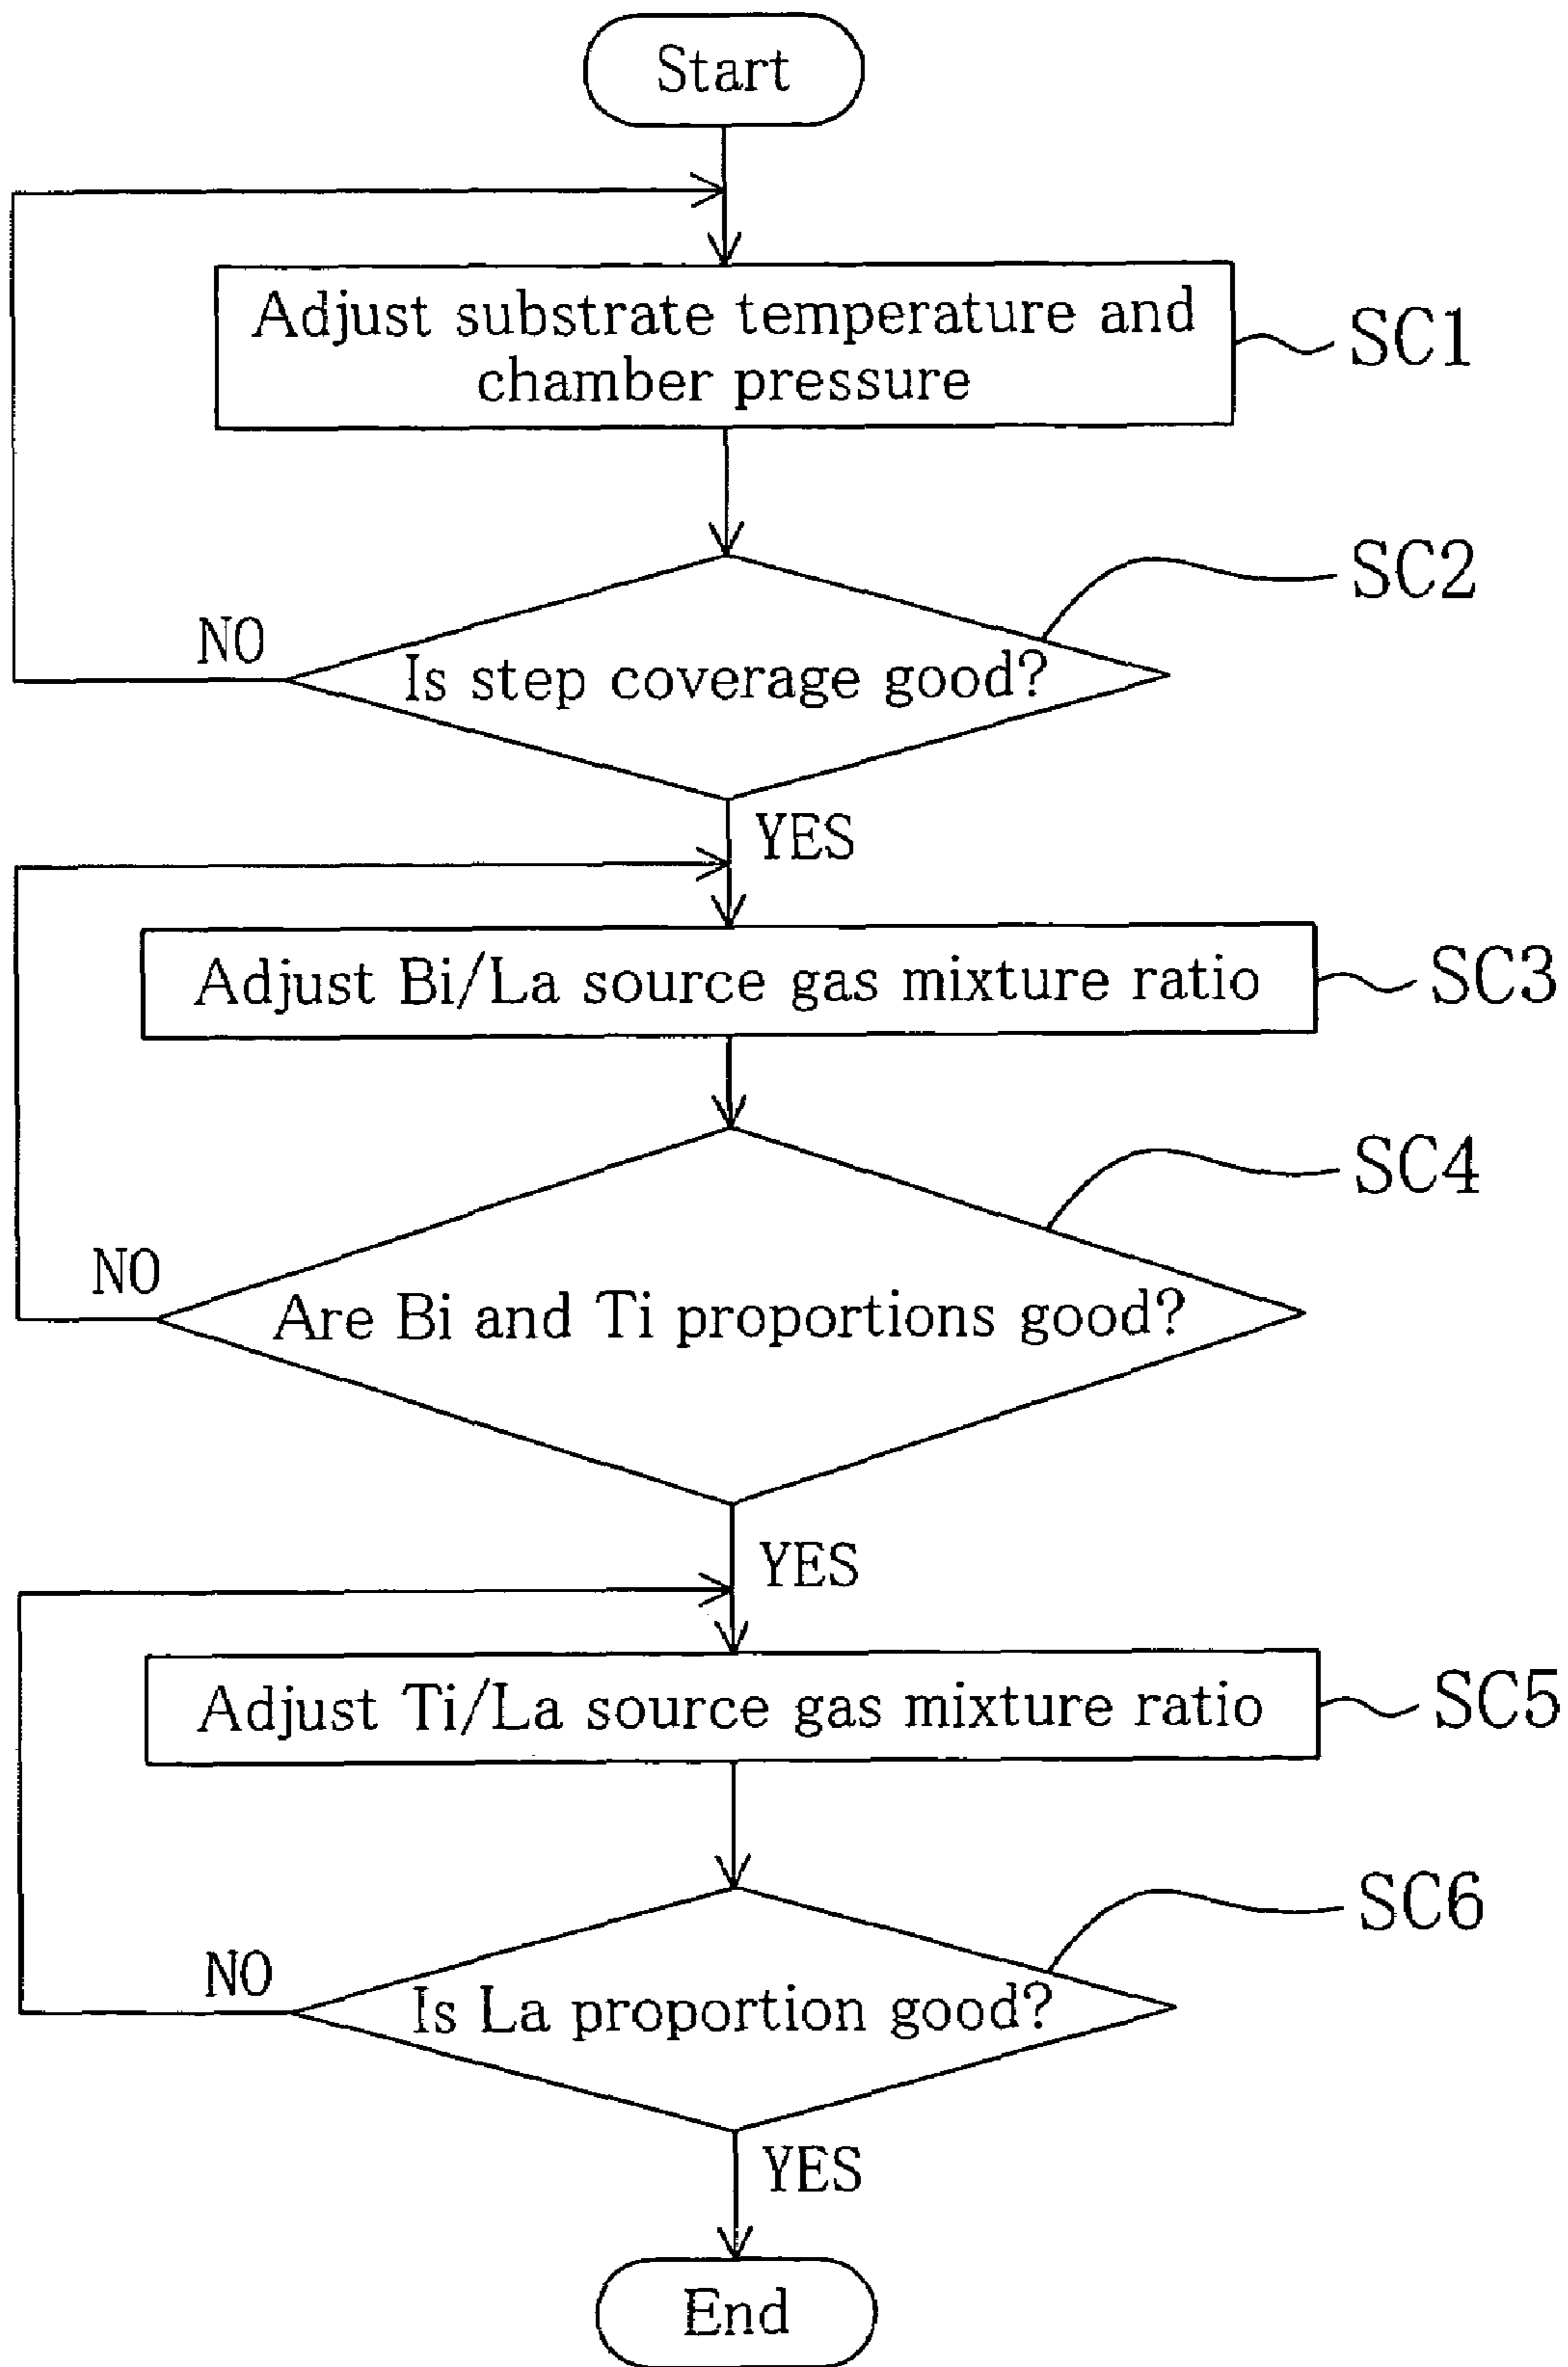 Start
Adjust substrate temperature and
chamber pressure
SC1
SC2
NO
Is step coverage good?
YES
Adjust Bi/La source gas mixture ratio
SC3
SC4
NO
Are Bi and Ti proportions good?
YES
Adjust Ti/La source gas mixture ratio
SC5
SC6
NO
Is La proportion good?
YES
End